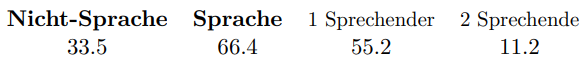 Nicht-Sprache Sprache 1 Sprechender 2 Sprechende
33.5 66.4 55.2 11.2